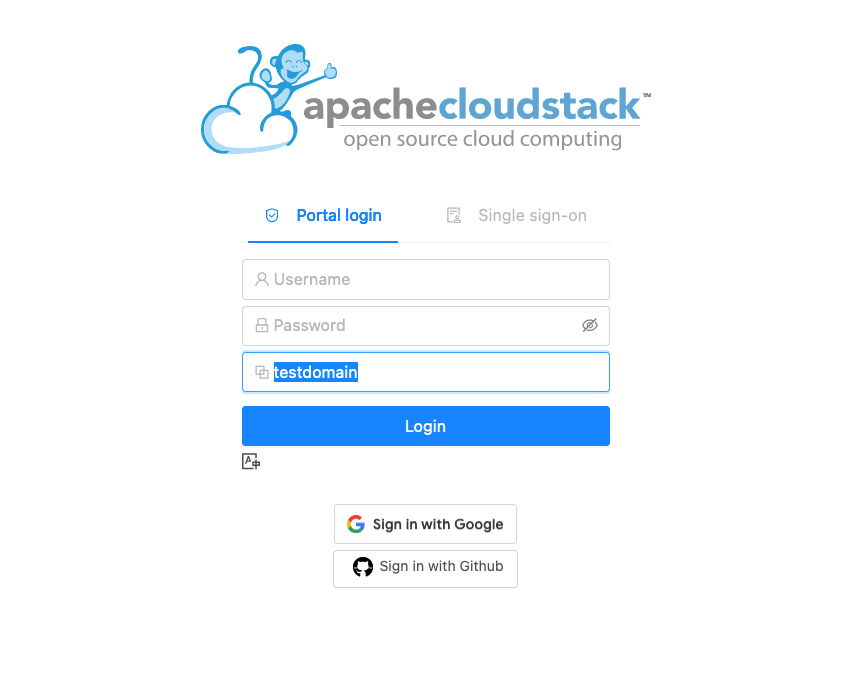 apachecloudstack™
open source cloud computing
Portal login
Single sign-on
Username
Password
testdomain
Login
Sign in with Google
Sign in with Github